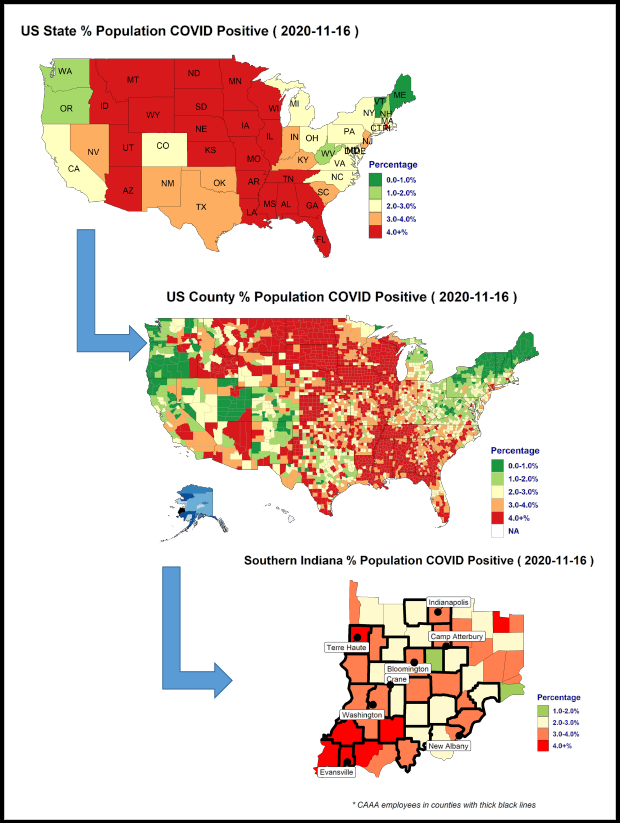 US State % Population COVID Positive ( 2020-11-16 )
WA
OR
CA
NV
ID
MT
WY
UT
AZ
CO
NM
ND
SD
NE
KS
OK
TX
MN
IA
MO
AR
LA
WI
IL
MI
IN
OH
KY
TN
MS
AL
GA
FL
SC
NC
VA
WV
PA
NY
VT
NH
ME
MA
CT
RI
NJ
DE
Percentage
0.0-1.0%
1.0-2.0%
2.0-3.0%
3.0-4.0%
4.0+%
US County % Population COVID Positive ( 2020-11-16 )
Percentage
0.0-1.0%
1.0-2.0%
2.0-3.0%
3.0-4.0%
4.0+%
NA
Southern Indiana % Population COVID Positive ( 2020-11-16 )
Indianapolis
Camp Atterbury
Terre Haute
Bloomington
Crane
Washington
New Albany
Evansville
Percentage
1.0-2.0%
2.0-3.0%
3.0-4.0%
4.0+%
* CAAA employees in counties with thick black lines